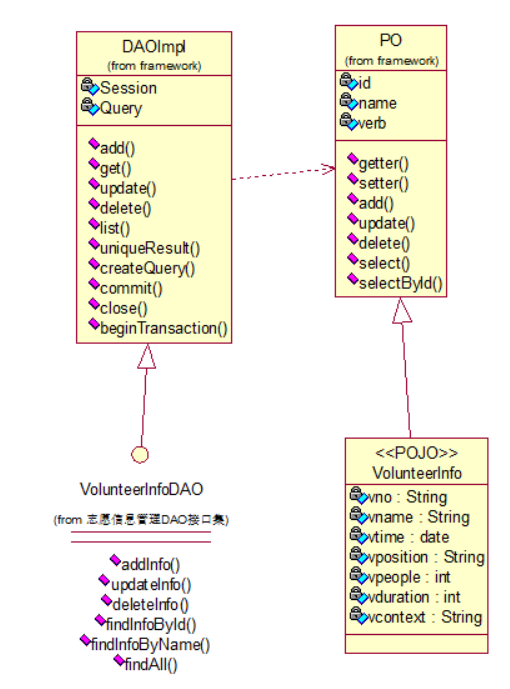 DAOImpl
(from framework)
Session
Query
add()
get()
update()
delete()
list()
uniqueResult()
createQuery()
commit()
close()
beginTransaction()
PO
(from framework)
id
name
verb
getter()
setter()
add()
update()
delete()
select()
selectById()
VolunteerInfoDAO
(from 志愿信息管理DAO接口集)
addInfo()
updateInfo()
deleteInfo()
findInfoById()
findInfoByName()
findAll()
<<POJO>>
VolunteerInfo
vno : String
vname : String
vtime : date
vposition : String
vpeople : int
vduration : int
vcontext : String